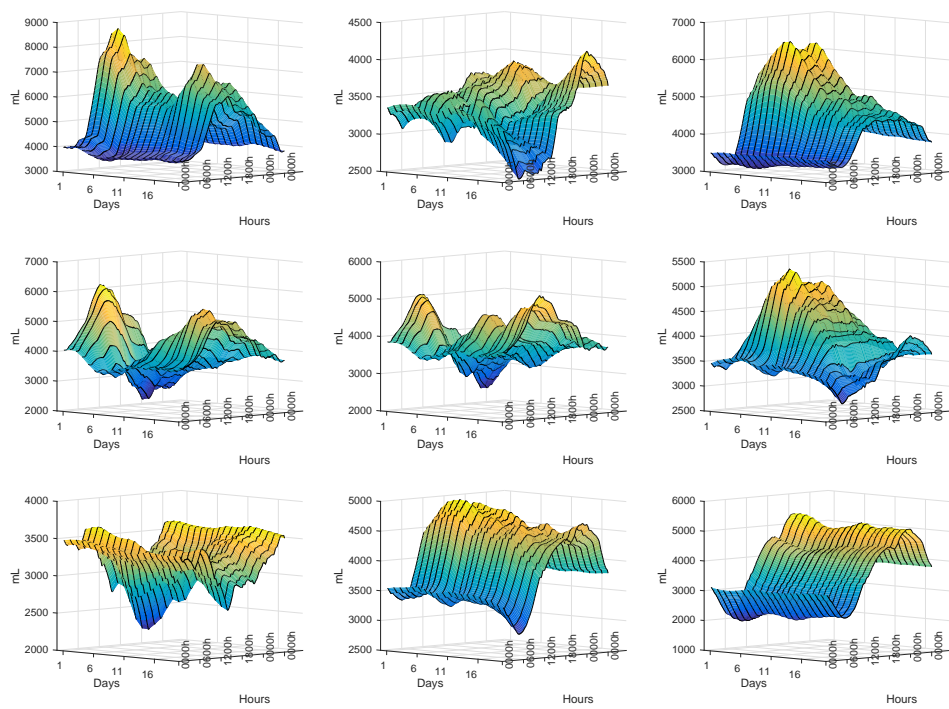 9000
8000
7000
6000
5000
4000
3000
mL
1
6
11
16
Days
0000h
0600h
1200h
1800h
0000h
Hours
4500
4000
3500
3000
2500
mL
1
6
11
16
Days
0000h
0600h
1200h
1800h
0000h
Hours
7000
6000
5000
4000
3000
mL
1
6
11
16
Days
0000h
0600h
1200h
1800h
0000h
Hours
7000
6000
5000
4000
3000
2000
mL
1
6
11
16
Days
0000h
0600h
1200h
1800h
0000h
Hours
6000
5000
4000
3000
2000
mL
1
6
11
16
Days
0000h
0600h
1200h
1800h
0000h
Hours
5500
5000
4500
4000
3500
3000
2500
mL
1
6
11
16
Days
0000h
0600h
1200h
1800h
0000h
Hours
4000
3500
3000
2500
2000
mL
1
6
11
16
Days
0000h
0600h
1200h
1800h
0000h
Hours
5000
4500
4000
3500
3000
2500
mL
1
6
11
16
Days
0000h
0600h
1200h
1800h
0000h
Hours
6000
5000
4000
3000
2000
1000
mL
1
6
11
16
Days
0000h
0600h
1200h
1800h
0000h
Hours